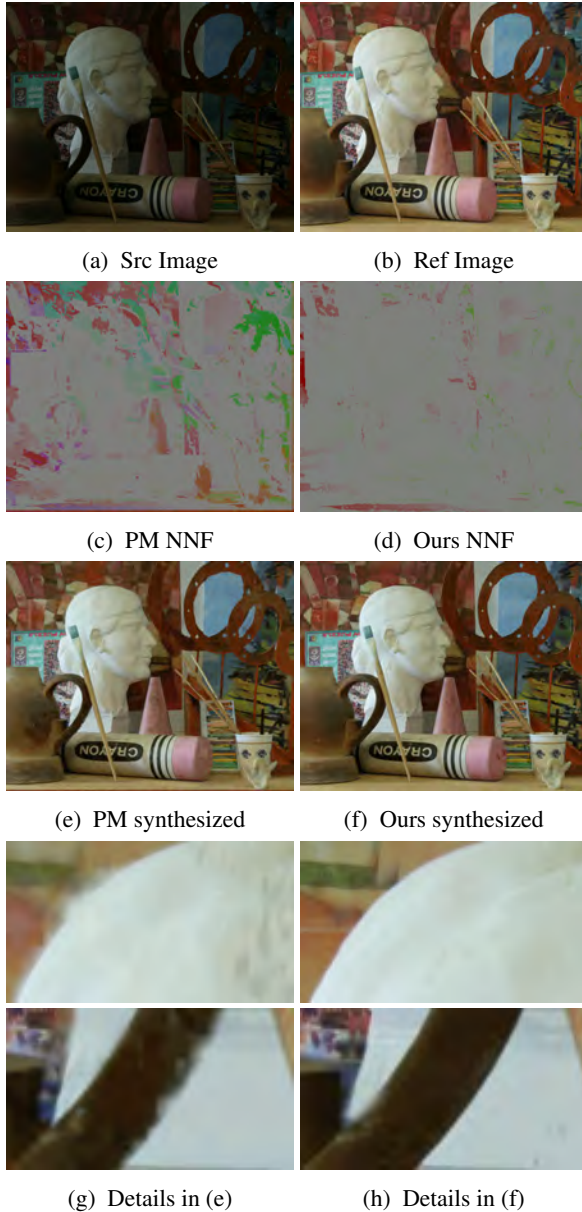 CRAYON
CRAYON
(a) Src Image
(b) Ref Image
(c) PM NNF
(d) Ours NNF
CRAYON
CRAYON
(e) PM synthesized
(f) Ours synthesized
(g) Details in (e)
(h) Details in (f)